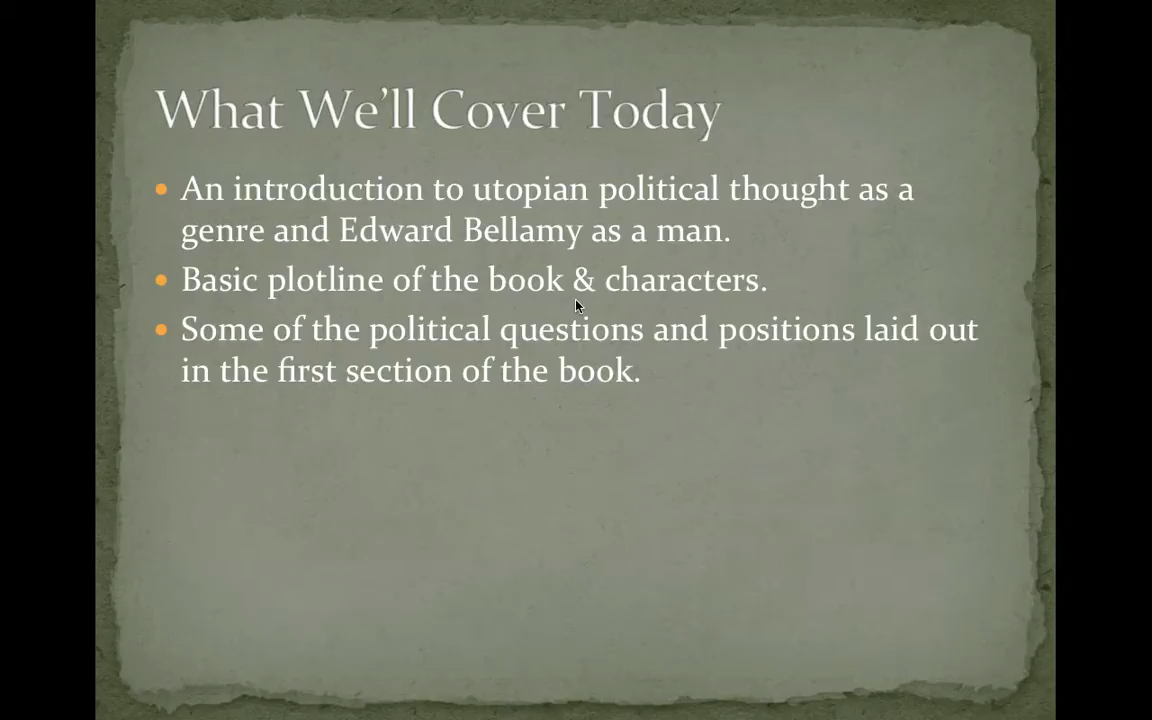 What We’ll Cover Today
An introduction to utopian political thought as a
genre and Edward Bellamy as a man.
Basic plotline of the book & characters.
Some of the political questions and positions laid out
in the first section of the book.